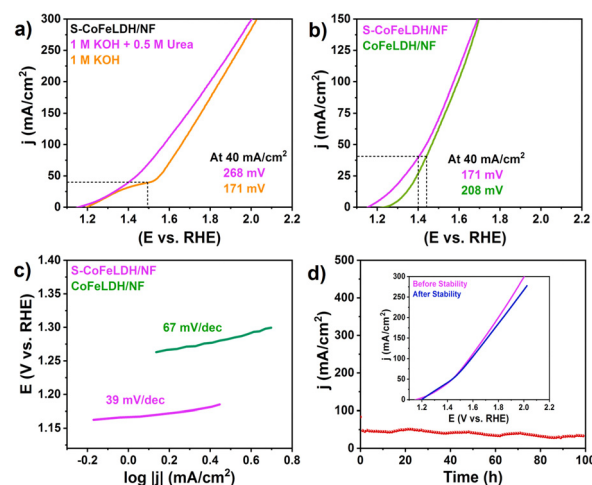 a)
S-CoFeLDH/NF
1 M KOH + 0.5 M Urea
1 M KOH
At 40 mA/cm²
268 mV
171 mV
j (mA/cm²)
300
250
200
150
100
50
0
1.2 1.4 1.6 1.8 2.0 2.2
(E vs. RHE)
b)
S-CoFeLDH/NF
CoFeLDH/NF
At 40 mA/cm²
171 mV
208 mV
j (mA/cm²)
150
125
100
75
50
25
0
1.2 1.4 1.6 1.8 2.0 2.2
(E vs. RHE)
c)
S-CoFeLDH/NF
CoFeLDH/NF
67 mV/dec
39 mV/dec
E (V vs. RHE)
1.40
1.35
1.30
1.25
1.20
1.15
-0.2 0.0 0.2 0.4 0.6 0.8
log |j| (mA/cm²)
d)
j (mA/cm²)
500
400
300
200
100
0
0 20 40 60 80 100
Time (h)
Before Stability
After Stability
j (mA/cm²)
300
250
200
150
100
50
0
1.2 1.4 1.6 1.8 2.0 2.2
E (V vs. RHE)